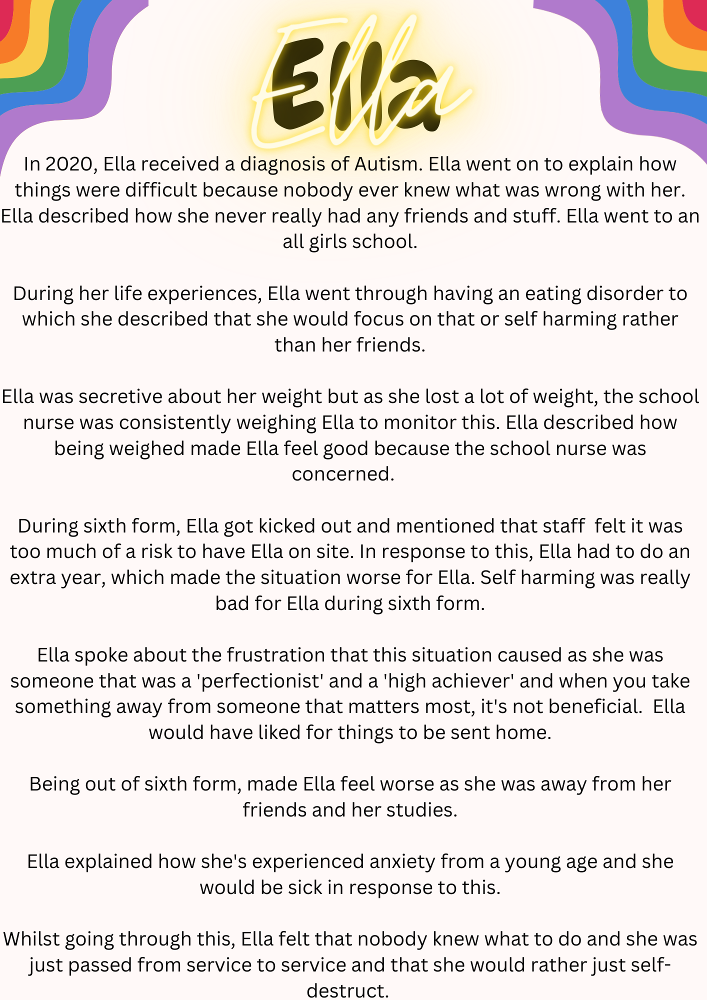 Ella
Ella
In 2020, Ella received a diagnosis of Autism. Ella went on to explain how
things were difficult because nobody ever knew what was wrong with her.
Ella described how she never really had any friends and stuff. Ella went to an
all girls school.
During her life experiences, Ella went through having an eating disorder to
which she described that she would focus on that or self harming rather
than her friends.
Ella was secretive about her weight but as she lost a lot of weight, the school
nurse was consistently weighing Ella to monitor this. Ella described how
being weighed made Ella feel good because the school nurse was
concerned.
During sixth form, Ella got kicked out and mentioned that staff  felt it was
too much of a risk to have Ella on site. In response to this, Ella had to do an
extra year, which made the situation worse for Ella. Self harming was really
bad for Ella during sixth form.
Ella spoke about the frustration that this situation caused as she was
someone that was a 'perfectionist' and a 'high achiever' and when you take
something away from someone that matters most, it's not beneficial.  Ella
would have liked for things to be sent home.
Being out of sixth form, made Ella feel worse as she was away from her
friends and her studies.
Ella explained how she's experienced anxiety from a young age and she
would be sick in response to this.
Whilst going through this, Ella felt that nobody knew what to do and she was
just passed from service to service and that she would rather just self-
destruct.